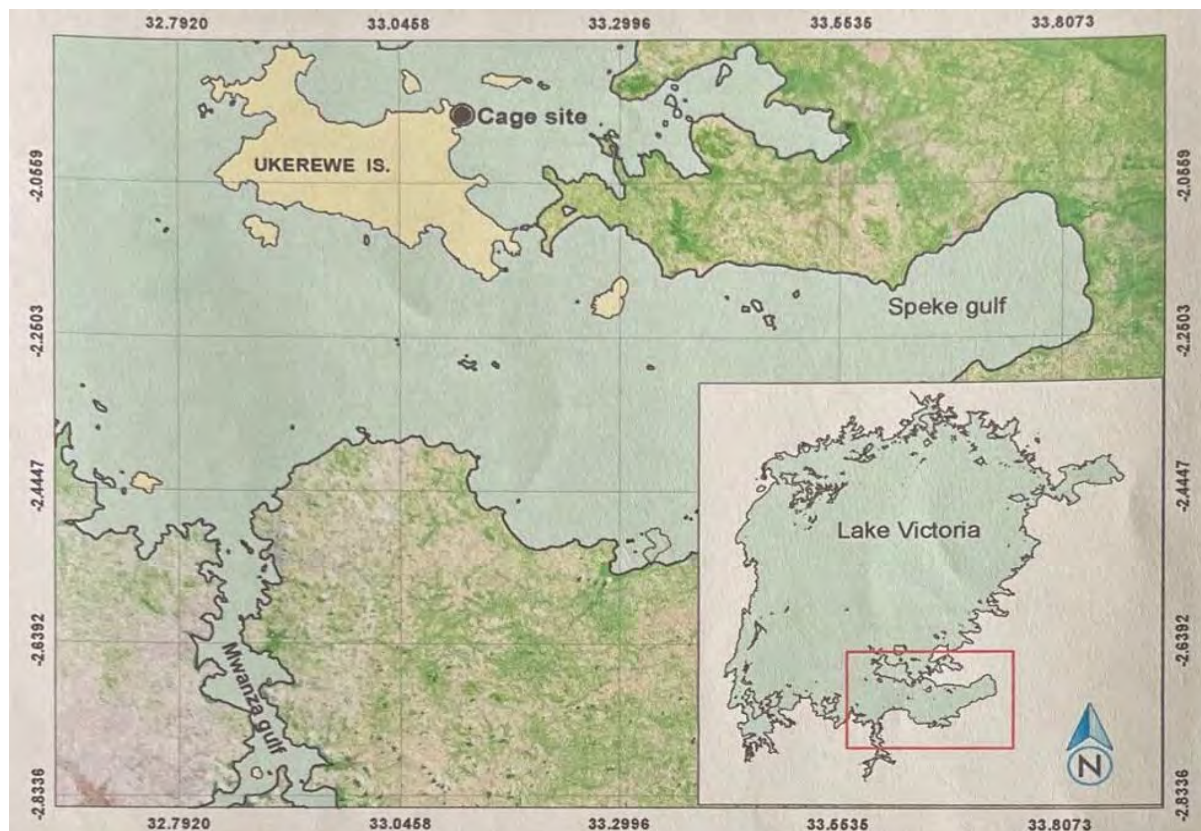 32.7920 33.0458 33.2996 33.5535 33.8073
Cage site
UKEREWE IS.
-2.0559 -2.0559
Speke gulf
-2.2503 -2.2503
-2.4447 -2.4447
Lake Victoria
-2.6392 -2.6392
Mwanza gulf
N
-2.8336 -2.8336
32.7920 33.0458 33.2996 33.5535 33.8073